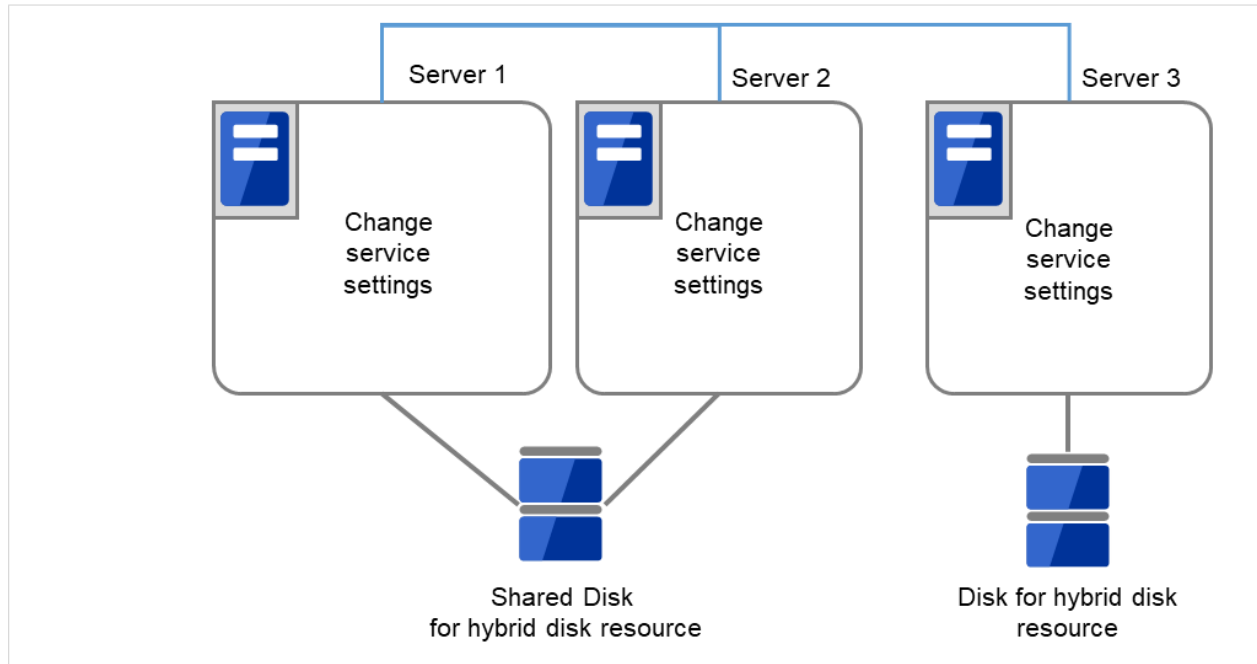 Server 1
Server 2
Server 3
Change
service
settings
Change
service
settings
Change
service
settings
Shared Disk
for hybrid disk resource
Disk for hybrid disk
resource